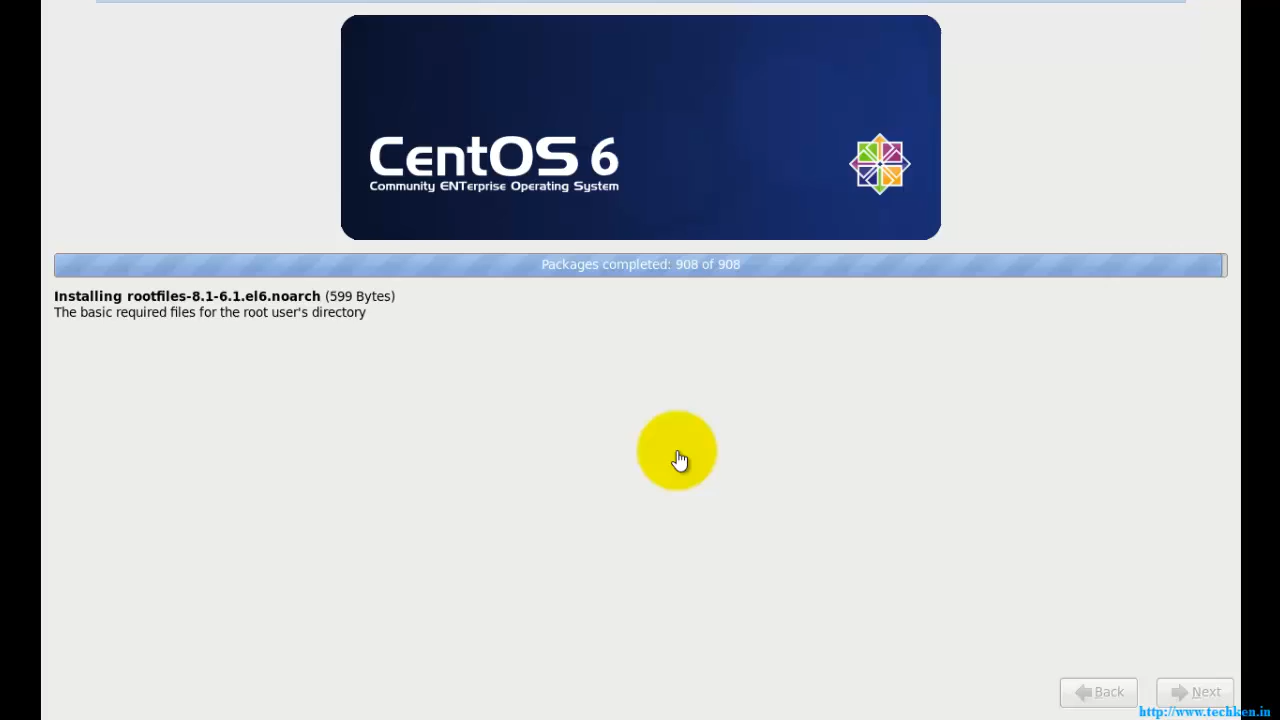 CentOS 6
Community ENTerprise Operating System
Packages completed: 908 of 908
Installing rootfiles-8.1-6.1.el6.noarch (599 Bytes)
The basic required files for the root user's directory
Back
Next
http://www.techken.in